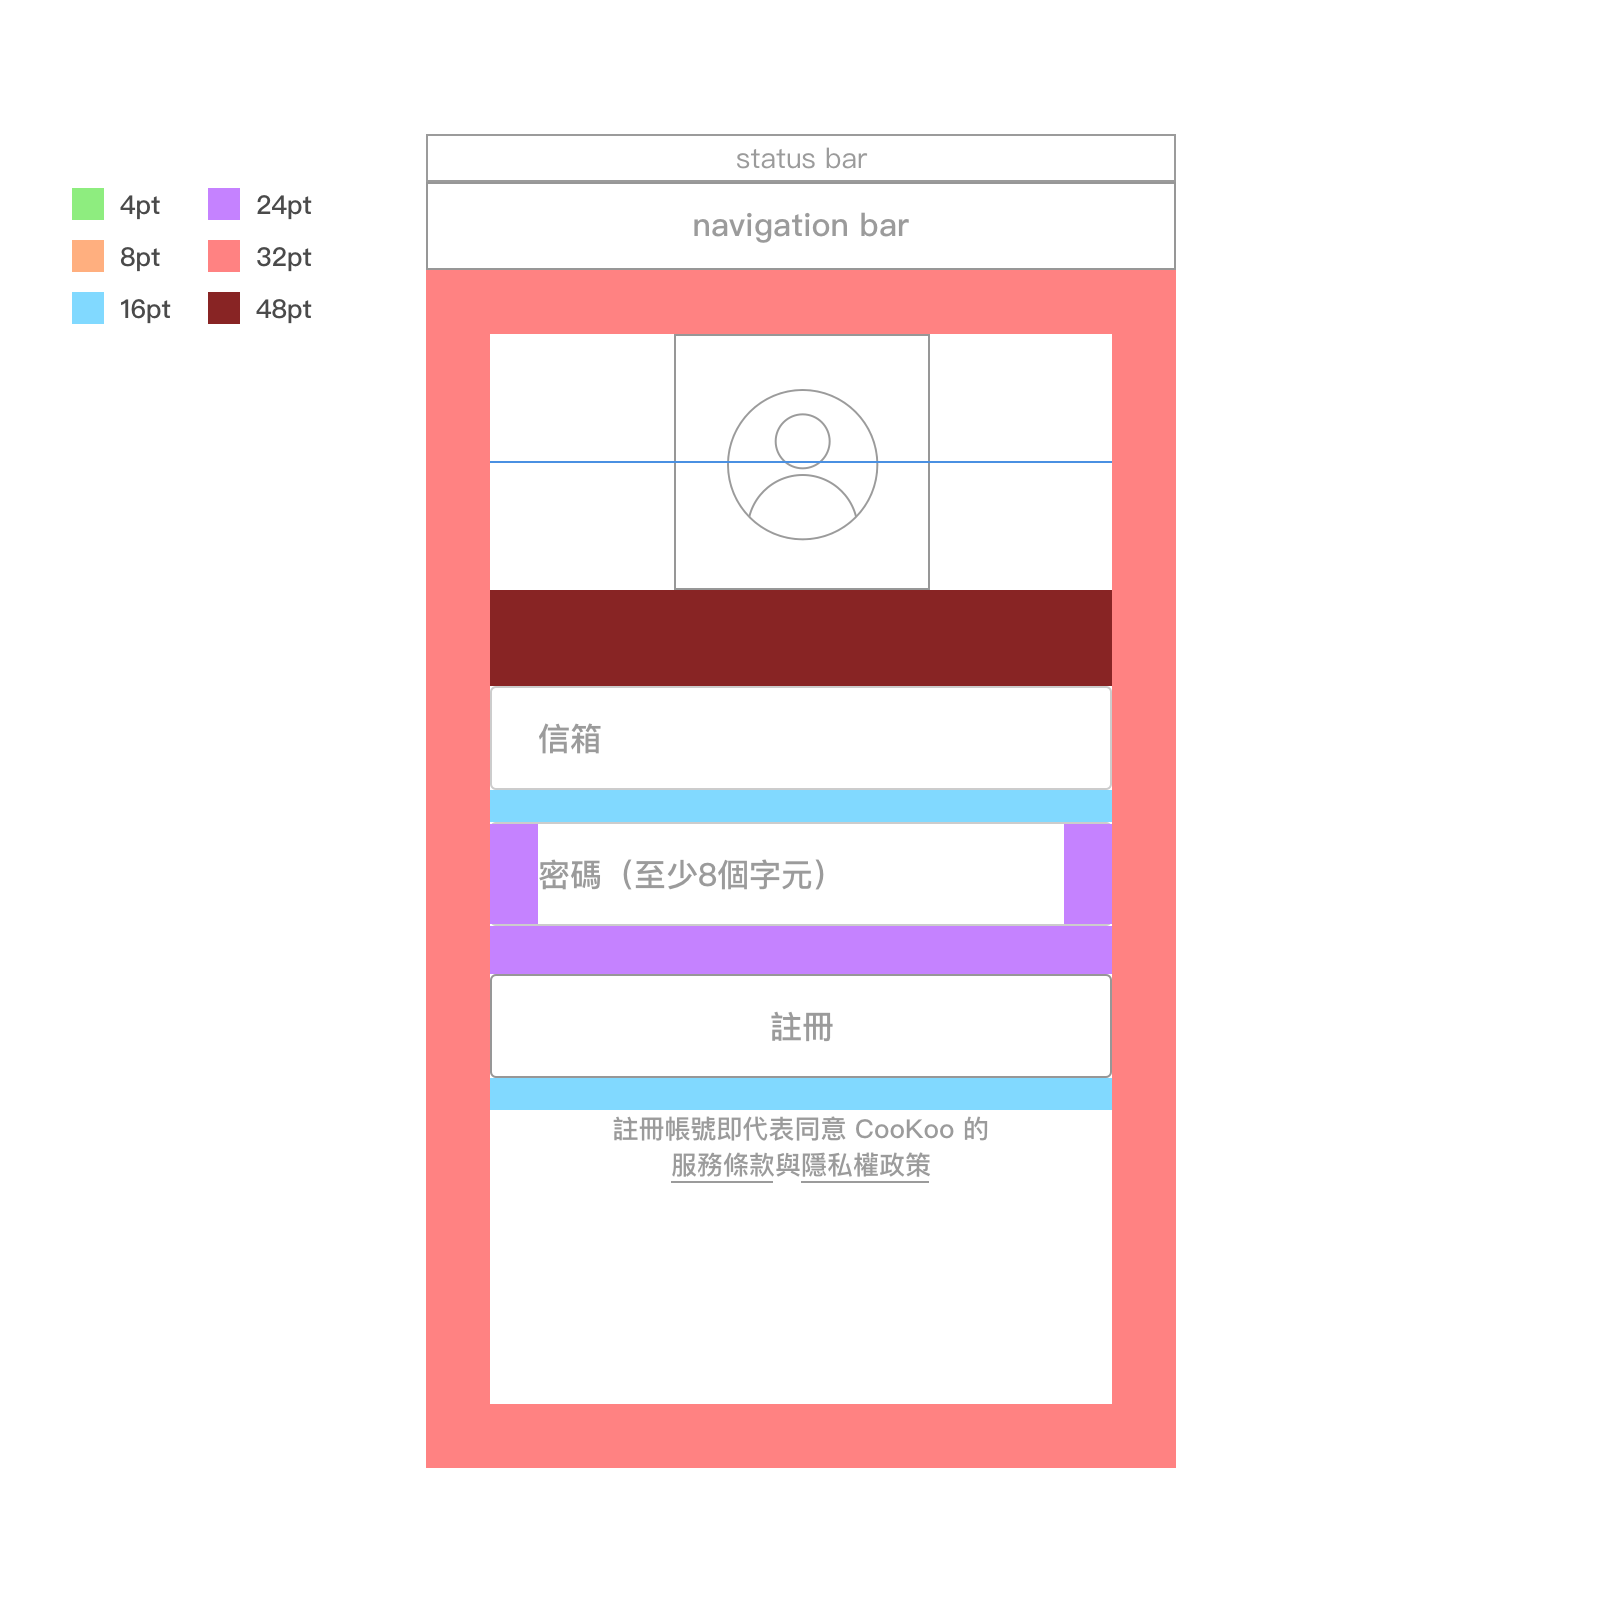 status bar
navigation bar
4pt
24pt
8pt
32pt
16pt
48pt
信箱
密碼（至少8個字元）
註冊
註冊帳號即代表同意 CooKoo 的
服務條款與隱私權政策